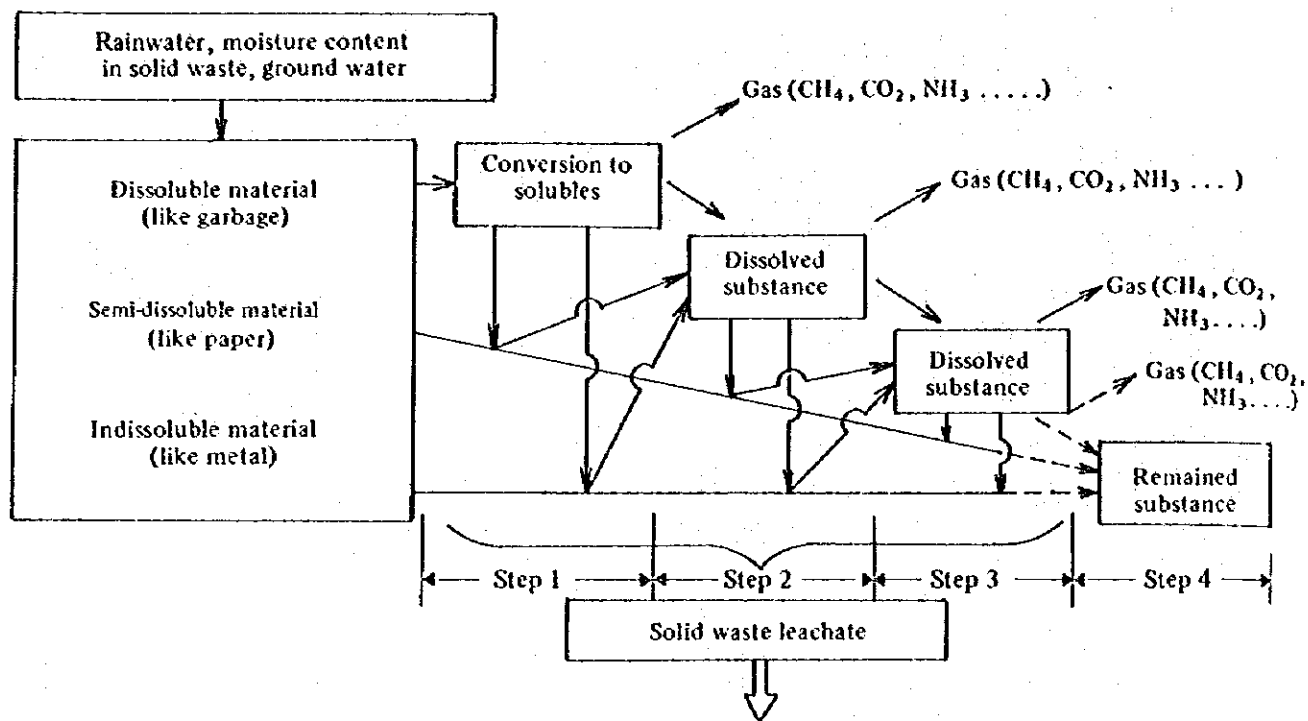 Rainwater, moisture content
in solid waste, ground water
Gas (CH₄, CO₂, NH₃ .....)
Conversion to
solubles
Dissoluble material
(like garbage)
Gas (CH₄, CO₂, NH₃ ...)
Dissolved
substance
Semi-dissoluble material
(like paper)
Gas (CH₄, CO₂,
NH₃....)
Dissolved
substance
Gas (CH₄, CO₂,
NH₃....)
Indissoluble material
(like metal)
Remained
substance
Step 1
Step 2
Step 3
Step 4
Solid waste leachate